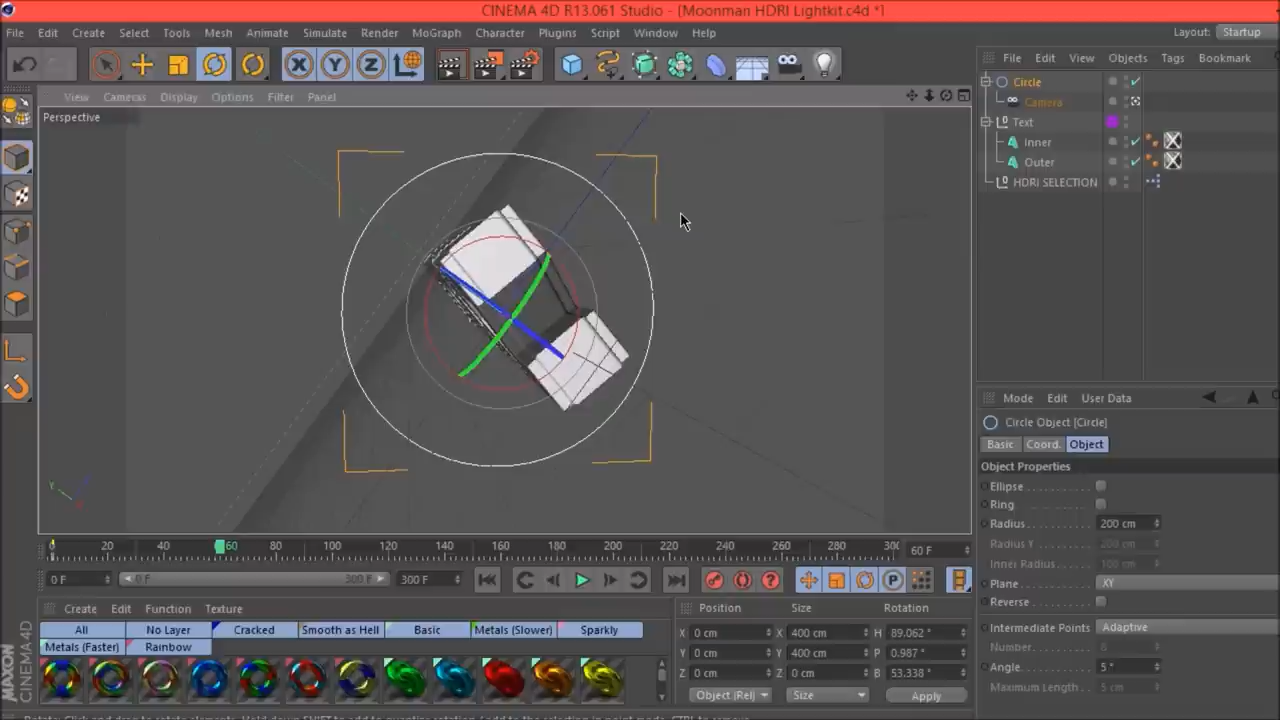 CINEMA 4D R13.061 Studio - [Moonman HDRI Lightkit.c4d *]
File Edit Create Select Tools Mesh Animate Simulate Render MoGraph Character Plugins Script Window Help
Layout: Startup
X Y Z
File Edit View Objects Tags Bookmark
View Cameras Display Options Filter Panel
Perspective
Circle
Camera
Text
Inner
Outer
HDRI SELECTION
Y
Mode Edit User Data
Circle Object [Circle]
Basic Coord. Object
Object Properties
Ellipse
Ring
Radius 200 cm
Radius Y 200 cm
Inner Radius 100 cm
Plane XY
Reverse
Intermediate Points Adaptive
Number 8
Angle 5 °
Maximum Length 5 cm
0 20 40 60 80 100 120 140 160 180 200 220 240 260 280 30
60 F
0 F 0 F 300 F 300 F
P
Create Edit Function Texture
All No Layer Cracked Smooth as Hell Basic Metals (Slower) Sparkly
Metals (Faster) Rainbow
Position Size Rotation
X 0 cm X 400 cm H 89.062 °
Y 0 cm Y 400 cm P 0.987 °
Z 0 cm Z 0 cm B 53.338 °
Object (Rel) Size Apply
MAXON
CINEMA 4D